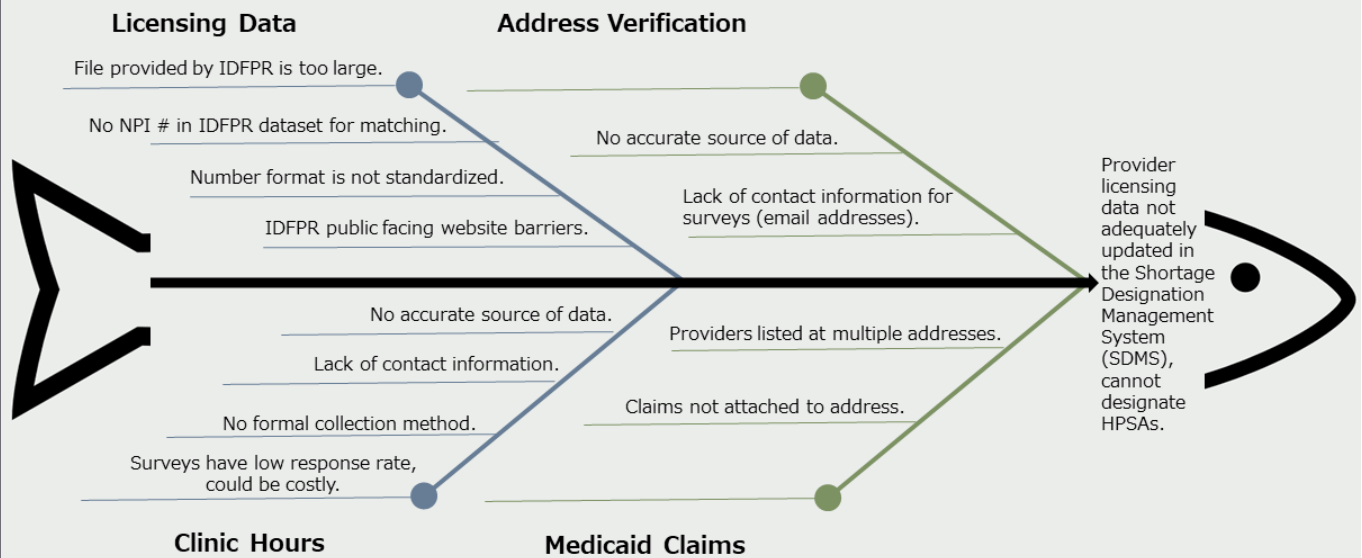 Licensing Data
File provided by IDFPR is too large.
No NPI # in IDFPR dataset for matching.
Number format is not standardized.
IDFPR public facing website barriers.
Address Verification
No accurate source of data.
Lack of contact information for
surveys (email addresses).
No accurate source of data.
Lack of contact information.
No formal collection method.
Surveys have low response rate,
could be costly.
Clinic Hours
Providers listed at multiple addresses.
Claims not attached to address.
Medicaid Claims
Provider
licensing
data not
adequately
updated in
the Shortage
Designation
Management
System
(SDMS),
cannot
designate
HPSAs.